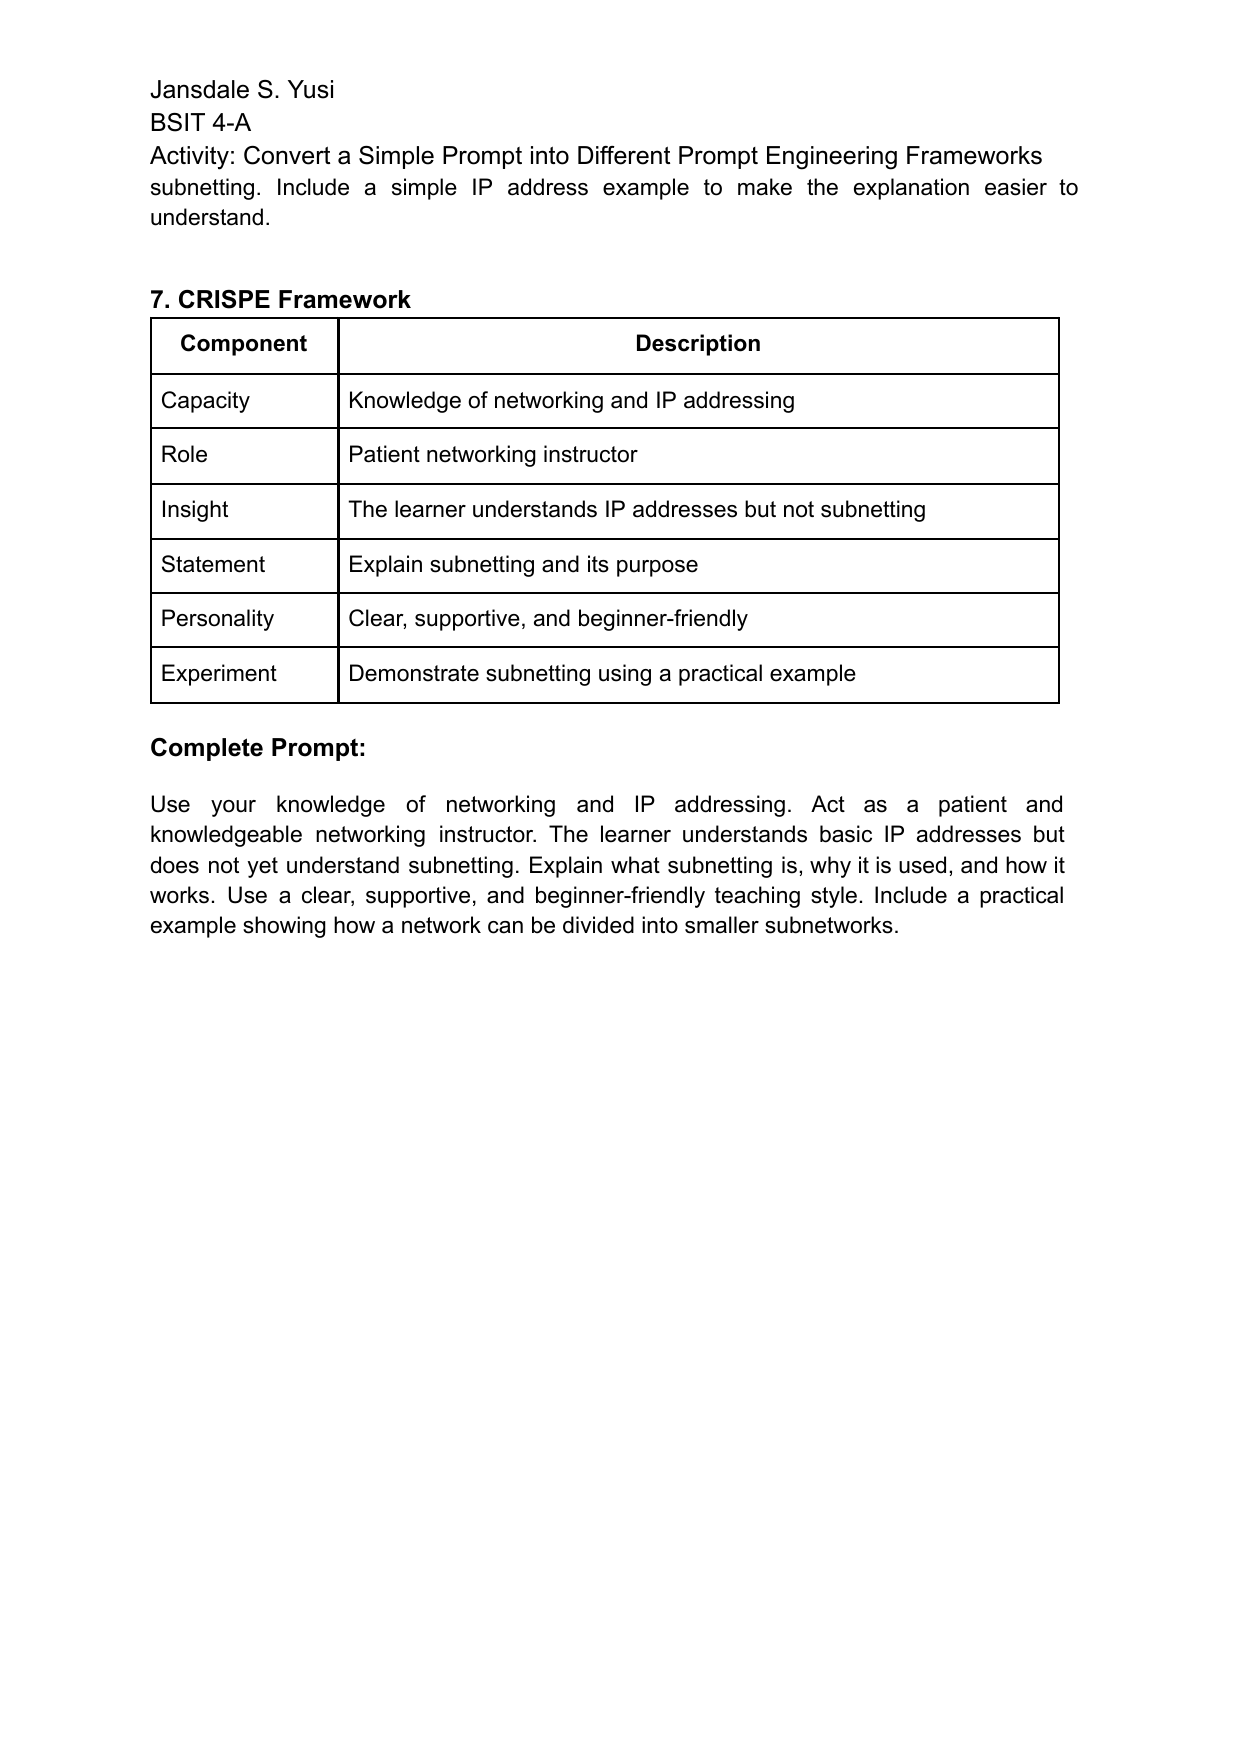 Jansdale S. Yusi
BSIT 4-A
Activity: Convert a Simple Prompt into Different Prompt Engineering Frameworks
subnetting. Include a simple IP address example to make the explanation easier to
understand.
7. CRISPE Framework
Component Description
Capacity Knowledge of networking and IP addressing
Role Patient networking instructor
Insight The learner understands IP addresses but not subnetting
Statement Explain subnetting and its purpose
Personality Clear, supportive, and beginner-friendly
Experiment Demonstrate subnetting using a practical example
Complete Prompt:
Use your knowledge of networking and IP addressing. Act as a patient and
knowledgeable networking instructor. The learner understands basic IP addresses but
does not yet understand subnetting. Explain what subnetting is, why it is used, and how it
works. Use a clear, supportive, and beginner-friendly teaching style. Include a practical
example showing how a network can be divided into smaller subnetworks.